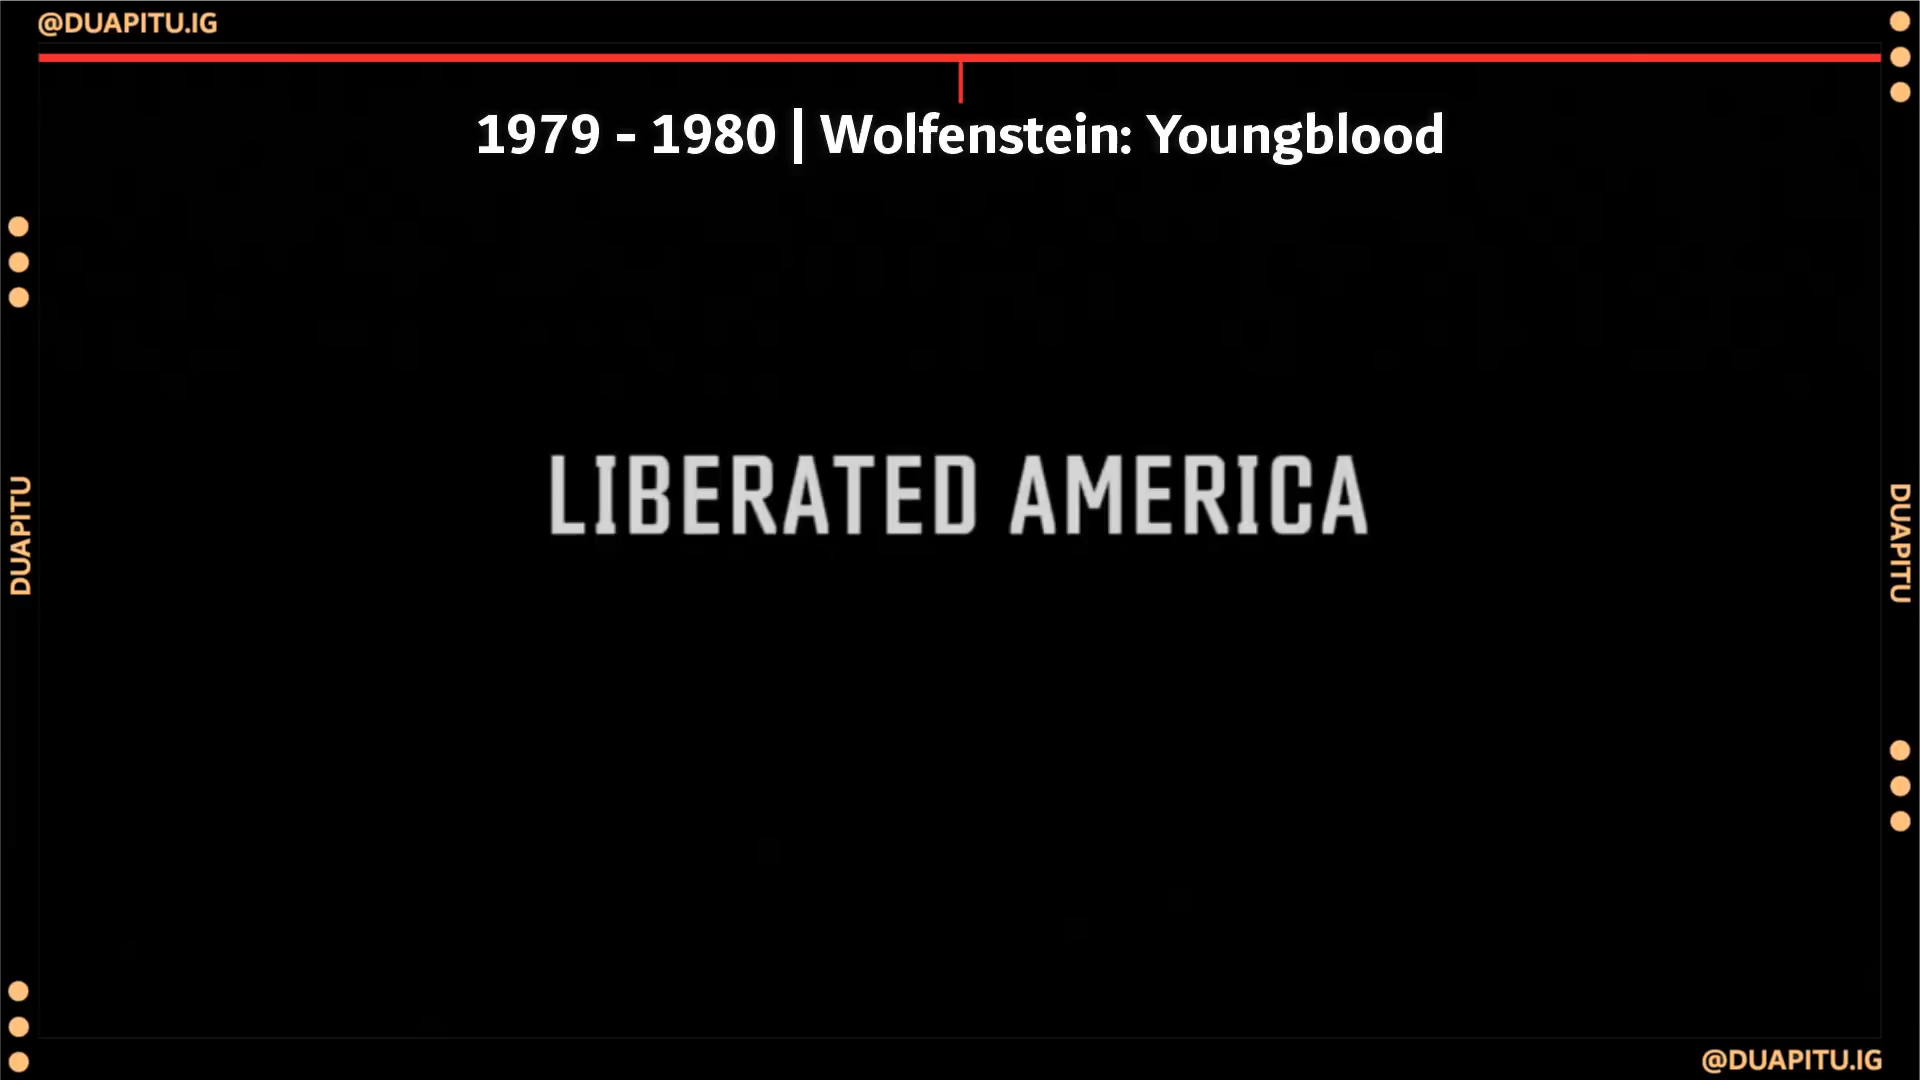 @DUAPITU.IG
1979 - 1980 | Wolfenstein: Youngblood
LIBERATED AMERICA
DUAPITU
DUAPITU
@DUAPITU.IG